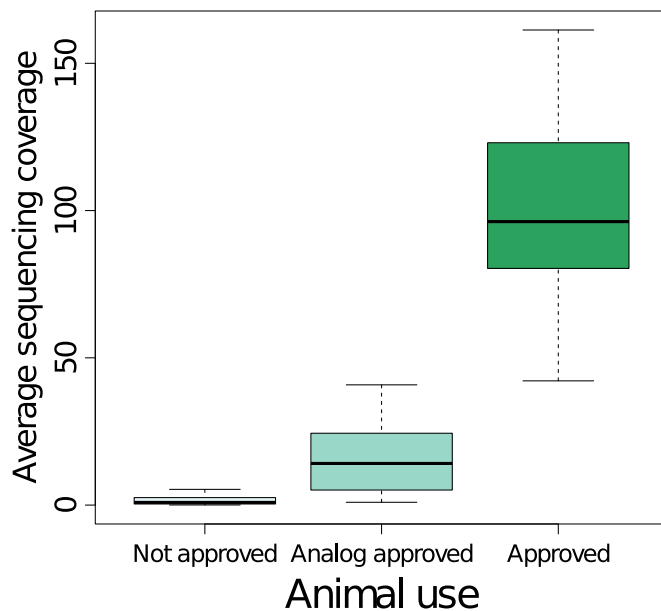 Average sequencing coverage
150
100
50
0
Not approved Analog approved Approved
Animal use